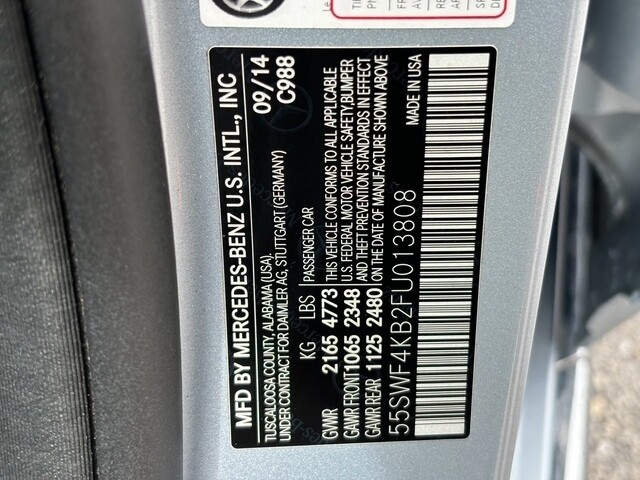 MFD BY MERCEDES-BENZ U.S. INTL., INC
TUSCALOOSA COUNTY, ALABAMA (USA).
UNDER CONTRACT FOR DAIMLER AG, STUTTGART (GERMANY)
09/14
C988
KG LBS PASSENGER CAR
GVWR 2165 4773
GAWR FRONT 1065 2348
GAWR REAR 1125 2480
THIS VEHICLE CONFORMS TO ALL APPLICABLE
U.S. FEDERAL MOTOR VEHICLE SAFETY,BUMPER
AND THEFT PREVENTION STANDARDS IN EFFECT
ON THE DATE OF MANUFACTURE SHOWN ABOVE
55SWF4KB2FU013808
MADE IN USA